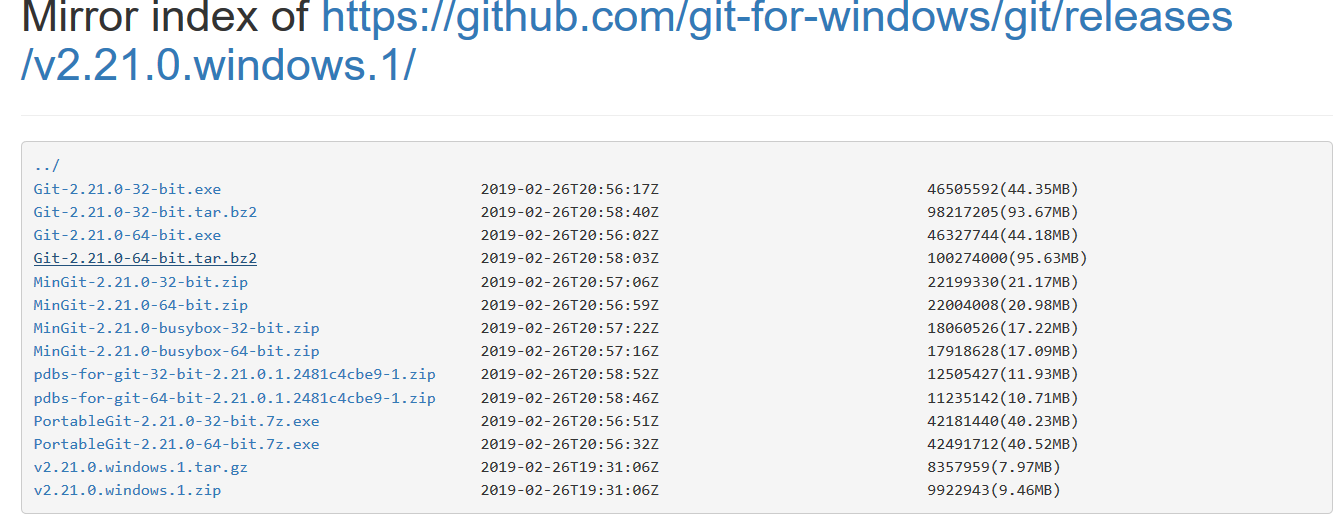 Mirror index of https://github.com/git-for-windows/git/releases
/v2.21.0.windows.1/
../
Git-2.21.0-32-bit.exe 2019-02-26T20:56:17Z 46505592(44.35MB)
Git-2.21.0-32-bit.tar.bz2 2019-02-26T20:58:40Z 98217205(93.67MB)
Git-2.21.0-64-bit.exe 2019-02-26T20:56:02Z 46327744(44.18MB)
Git-2.21.0-64-bit.tar.bz2 2019-02-26T20:58:03Z 100274000(95.63MB)
MinGit-2.21.0-32-bit.zip 2019-02-26T20:57:06Z 22199330(21.17MB)
MinGit-2.21.0-64-bit.zip 2019-02-26T20:56:59Z 22004008(20.98MB)
MinGit-2.21.0-busybox-32-bit.zip 2019-02-26T20:57:22Z 18060526(17.22MB)
MinGit-2.21.0-busybox-64-bit.zip 2019-02-26T20:57:16Z 17918628(17.09MB)
pdbs-for-git-32-bit-2.21.0.1.2481c4cbe9-1.zip 2019-02-26T20:58:52Z 12505427(11.93MB)
pdbs-for-git-64-bit-2.21.0.1.2481c4cbe9-1.zip 2019-02-26T20:58:46Z 11235142(10.71MB)
PortableGit-2.21.0-32-bit.7z.exe 2019-02-26T20:56:51Z 42181440(40.23MB)
PortableGit-2.21.0-64-bit.7z.exe 2019-02-26T20:56:32Z 42491712(40.52MB)
v2.21.0.windows.1.tar.gz 2019-02-26T19:31:06Z 8357959(7.97MB)
v2.21.0.windows.1.zip 2019-02-26T19:31:06Z 9922943(9.46MB)